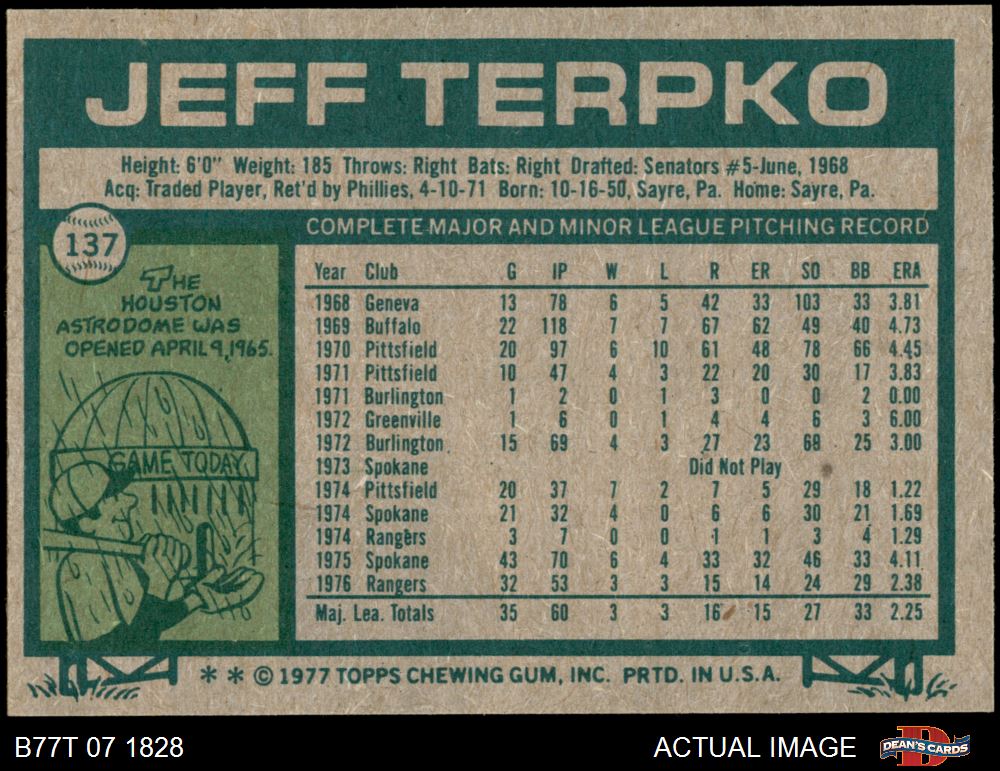 JEFF TERPKO
Height: 6'0" Weight: 185 Throws: Right Bats: Right Drafted: Senators #5-June, 1968
Acq: Traded Player, Ret'd by Phillies, 4-10-71 Born: 10-16-50, Sayre, Pa. Home: Sayre, Pa.
137
THE
HOUSTON
ASTRODOME WAS
OPENED APRIL 9, 1965.
GAME TODAY
COMPLETE MAJOR AND MINOR LEAGUE PITCHING RECORD
Year Club G IP W L R ER SO BB ERA
1968 Geneva 13 78 6 5 42 33 103 33 3.81
1969 Buffalo 22 118 7 7 67 62 49 40 4.73
1970 Pittsfield 20 97 6 10 61 48 78 66 4.45
1971 Pittsfield 10 47 4 3 22 20 30 17 3.83
1971 Burlington 1 2 0 1 3 0 0 2 0.00
1972 Greenville 1 6 0 1 4 4 6 3 6.00
1972 Burlington 15 69 4 3 27 23 68 25 3.00
1973 Spokane Did Not Play
1974 Pittsfield 20 37 7 2 7 5 29 18 1.22
1974 Spokane 21 32 4 0 6 6 30 21 1.69
1974 Rangers 3 7 0 0 1 1 3 4 1.29
1975 Spokane 43 70 6 4 33 32 46 33 4.11
1976 Rangers 32 53 3 3 15 14 24 29 2.38
Maj. Lea. Totals 35 60 3 3 16 15 27 33 2.25
* * © 1977 TOPPS CHEWING GUM, INC. PRTD. IN U.S.A.
B77T 07 1828
ACTUAL IMAGE
DEAN'S CARDS